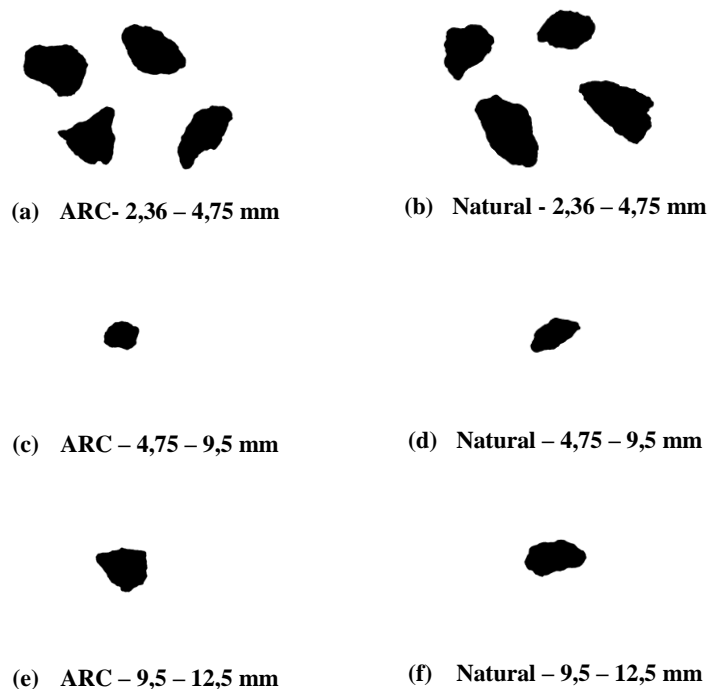 (a) ARC- 2,36 – 4,75 mm
(b) Natural - 2,36 – 4,75 mm
(c) ARC – 4,75 – 9,5 mm
(d) Natural – 4,75 – 9,5 mm
(e) ARC – 9,5 – 12,5 mm
(f) Natural – 9,5 – 12,5 mm